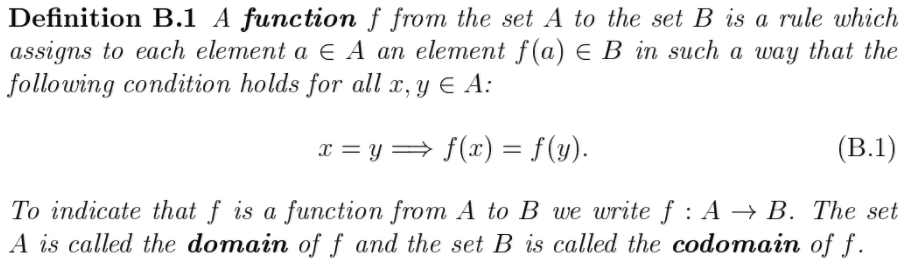 Definition B.1 A function f from the set A to the set B is a rule which
assigns to each element a ∈ A an element f(a) ∈ B in such a way that the
following condition holds for all x, y ∈ A:
x = y ⟹ f(x) = f(y). (B.1)
To indicate that f is a function from A to B we write f : A → B. The set
A is called the domain of f and the set B is called the codomain of f.